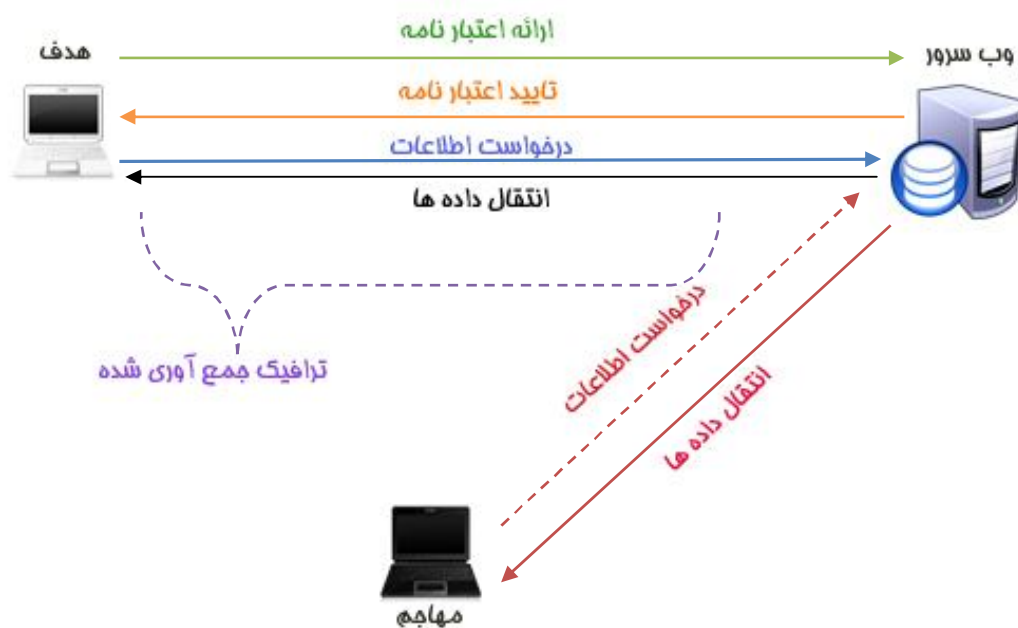 ارائه اعتبار نامه
هدف
وب سرور
تایید اعتبار نامه
درخواست اطلاعات
انتقال داده ها
ترافیک جمع آوری شده
درخواست اطلاعات
انتقال داده ها
مهاجم